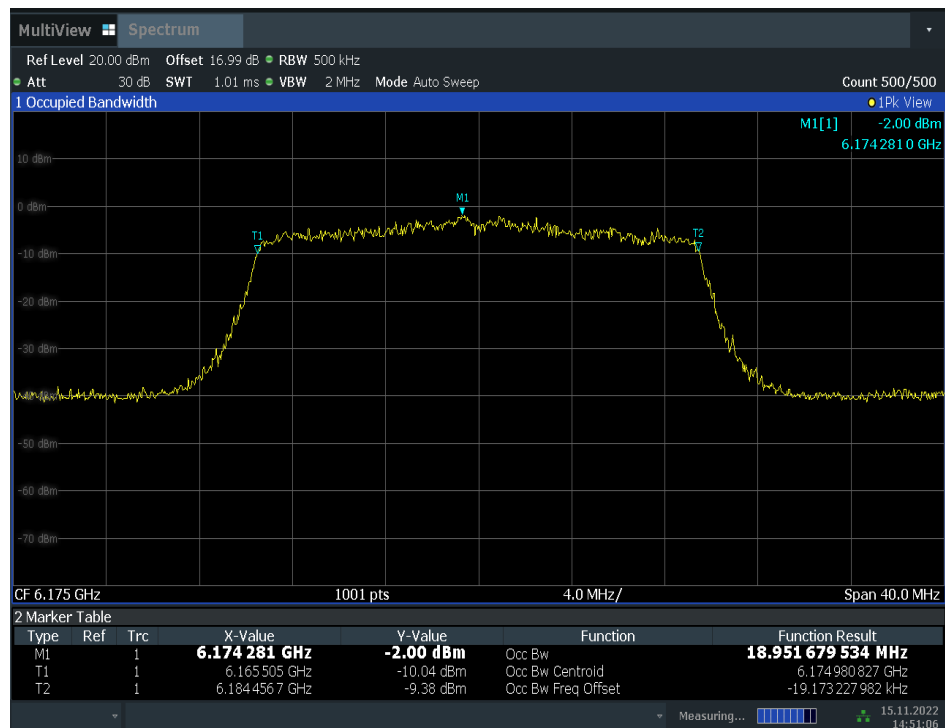 MultiView Spectrum
Ref Level 20.00 dBm Offset 16.99 dB RBW 500 kHz
Att 30 dB SWT 1.01 ms VBW 2 MHz Mode Auto Sweep Count 500/500
1 Occupied Bandwidth 1Pk View
M1[1] -2.00 dBm
6.174 2810 GHz
10 dBm
M1
0 dBm
T1 T2
-10 dBm
-20 dBm
-30 dBm
-40 dBm
-50 dBm
-60 dBm
-70 dBm
CF 6.175 GHz 1001 pts 4.0 MHz/ Span 40.0 MHz
2 Marker Table
Type Ref Trc X-Value Y-Value Function Function Result
M1 1 6.174 281 GHz -2.00 dBm Occ Bw 18.951 679 534 MHz
T1 1 6.165 505 GHz -10.04 dBm Occ Bw Centroid 6.174 980 827 GHz
T2 1 6.184 456 7 GHz -9.38 dBm Occ Bw Freq Offset -19.173 227 982 kHz
Measuring... 15.11.2022
14:51:06